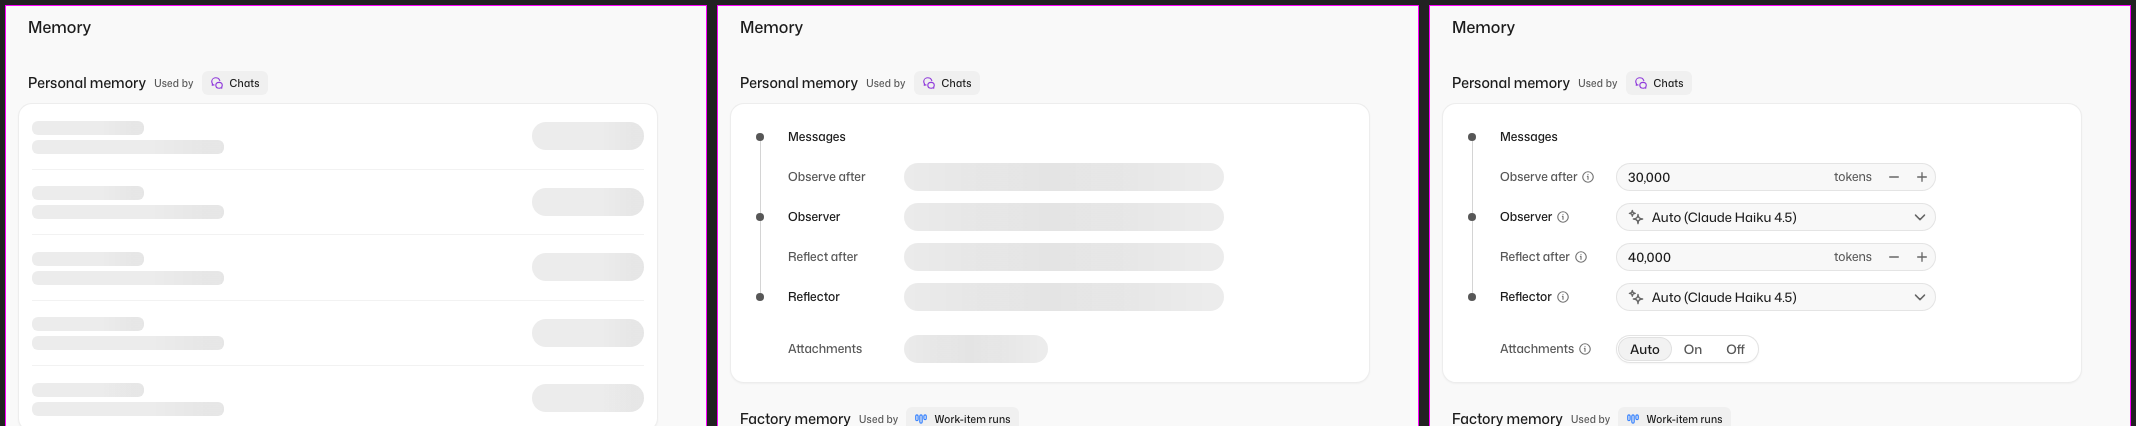 Memory
Personal memory Used by Chats
Memory
Personal memory Used by Chats
Messages
Observe after
Observer
Reflect after
Reflector
Attachments
Factory memory Used by Work-item runs
Memory
Personal memory Used by Chats
Messages
Observe after 30,000 tokens
Observer Auto (Claude Haiku 4.5)
Reflect after 40,000 tokens
Reflector Auto (Claude Haiku 4.5)
Attachments Auto On Off
Factory memory Used by Work-item runs